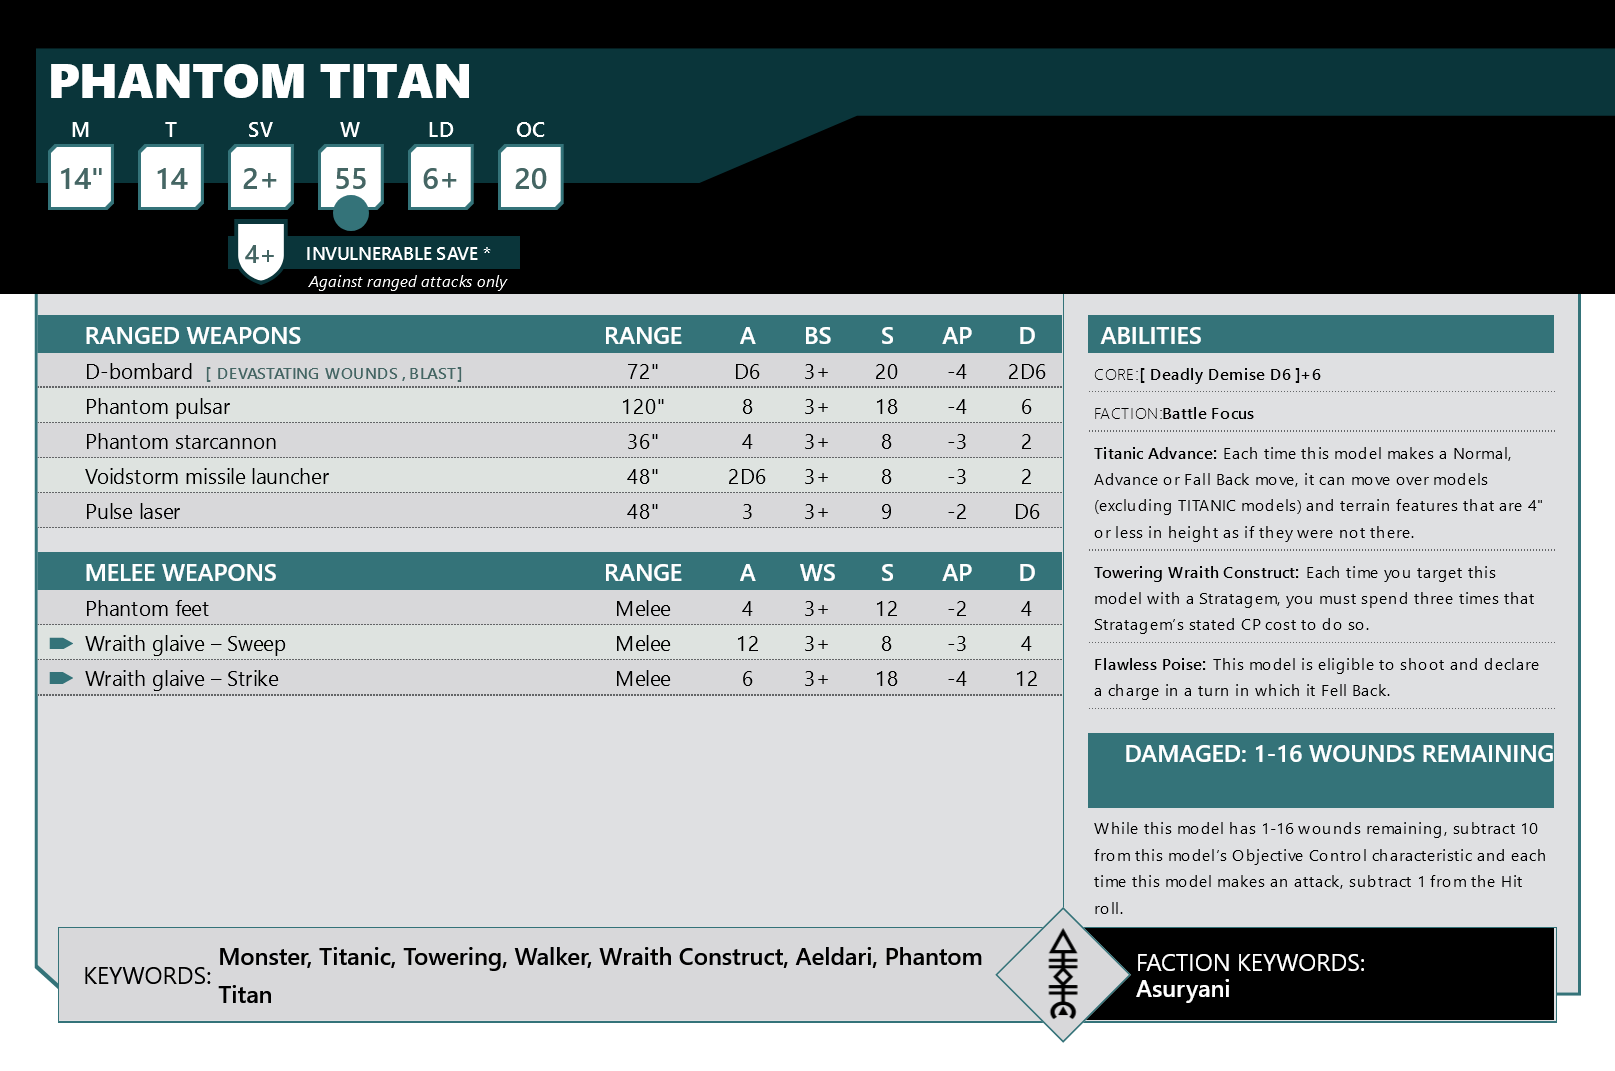 PHANTOM TITAN
M T SV W LD OC
14" 14 2+ 55 6+ 20
4+ INVULNERABLE SAVE *
Against ranged attacks only
RANGED WEAPONS RANGE A BS S AP D
D-bombard [ DEVASTATING WOUNDS , BLAST] 72" D6 3+ 20 -4 2D6
Phantom pulsar 120" 8 3+ 18 -4 6
Phantom starcannon 36" 4 3+ 8 -3 2
Voidstorm missile launcher 48" 2D6 3+ 8 -3 2
Pulse laser 48" 3 3+ 9 -2 D6
MELEE WEAPONS RANGE A WS S AP D
Phantom feet Melee 4 3+ 12 -2 4
Wraith glaive – Sweep Melee 12 3+ 8 -3 4
Wraith glaive – Strike Melee 6 3+ 18 -4 12
ABILITIES
CORE:[ Deadly Demise D6 ]+6
FACTION:Battle Focus
Titanic Advance: Each time this model makes a Normal,
Advance or Fall Back move, it can move over models
(excluding TITANIC models) and terrain features that are 4"
or less in height as if they were not there.
Towering Wraith Construct: Each time you target this
model with a Stratagem, you must spend three times that
Stratagem's stated CP cost to do so.
Flawless Poise: This model is eligible to shoot and declare
a charge in a turn in which it Fell Back.
DAMAGED: 1-16 WOUNDS REMAINING
While this model has 1-16 wounds remaining, subtract 10
from this model's Objective Control characteristic and each
time this model makes an attack, subtract 1 from the Hit
roll.
KEYWORDS: Monster, Titanic, Towering, Walker, Wraith Construct, Aeldari, Phantom
Titan
FACTION KEYWORDS:
Asuryani